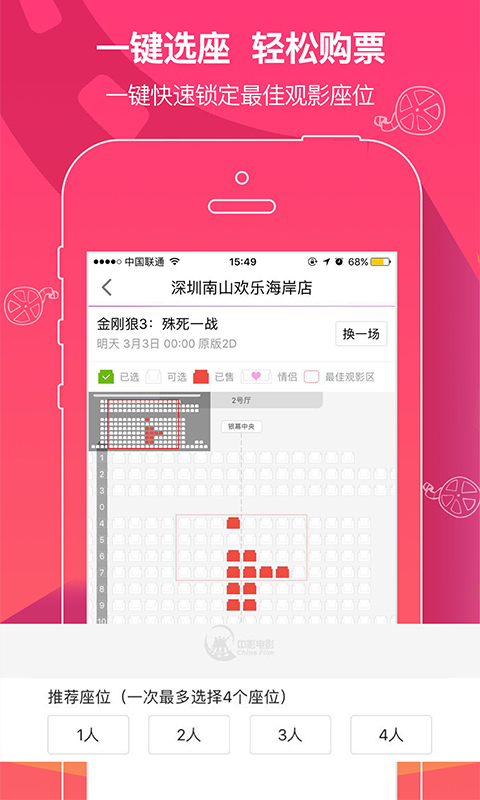 一键选座 轻松购票
一键快速锁定最佳观影座位
中国联通 15:49 68%
深圳南山欢乐海岸店
金刚狼3：殊死一战
明天 3月3日 00:00 原版2D
换一场
已选 可选 已售 情侣 最佳观影区
2号厅
银幕中央
1
2
3
0
4
5
6
7
8
9
10
中影电影
China Film
推荐座位（一次最多选择4个座位）
1人 2人 3人 4人